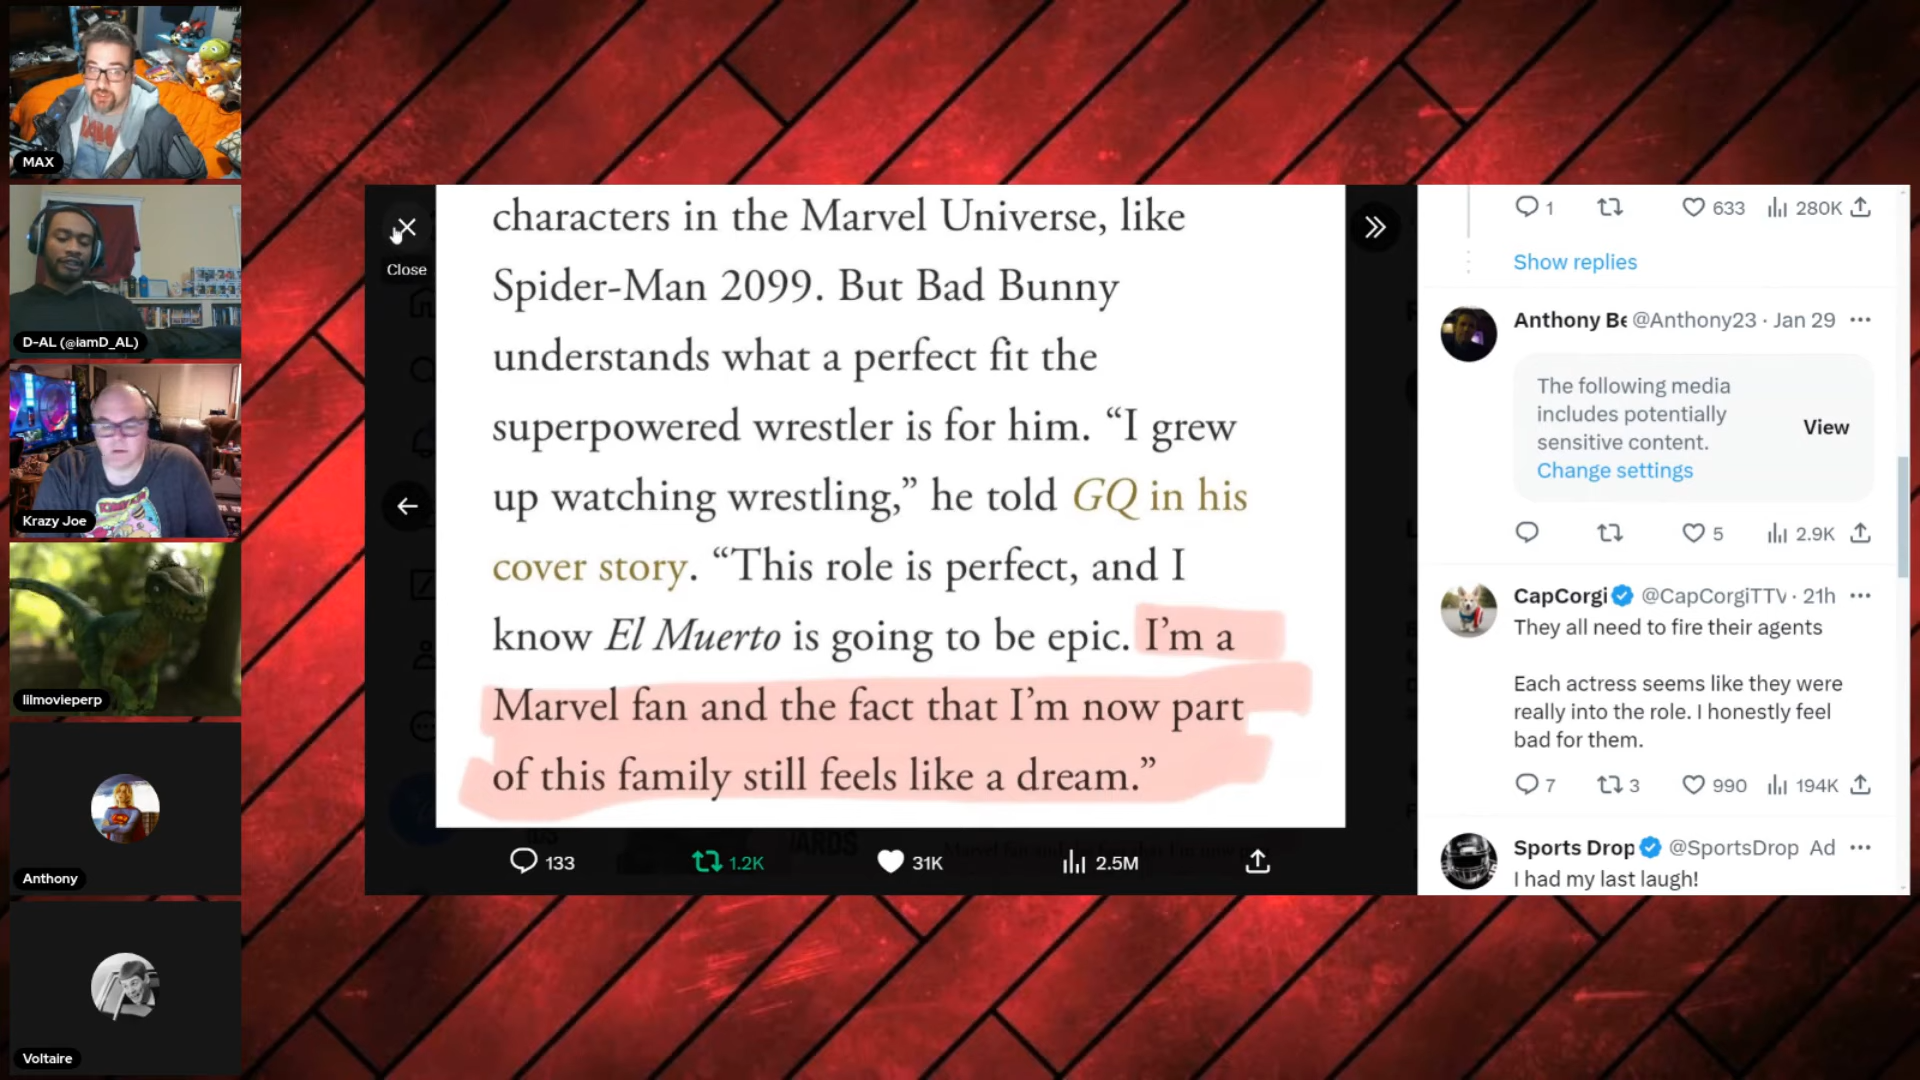 MAX
D-AL (@iamD_AL)
Krazy Joe
lilmovieperp
Anthony
Voltaire
Close
characters in the Marvel Universe, like
Spider-Man 2099. But Bad Bunny
understands what a perfect fit the
superpowered wrestler is for him. “I grew
up watching wrestling,” he told GQ in his
cover story. “This role is perfect, and I
know El Muerto is going to be epic. I’m a
Marvel fan and the fact that I’m now part
of this family still feels like a dream.”
133 1.2K 31K 2.5M
1 633 280K
Show replies
Anthony Be @Anthony23 · Jan 29
The following media
includes potentially
sensitive content.
Change settings
View
5 2.9K
CapCorgi @CapCorgiTTV · 21h
They all need to fire their agents
Each actress seems like they were
really into the role. I honestly feel
bad for them.
7 3 990 194K
Sports Drop @SportsDrop Ad
I had my last laugh!